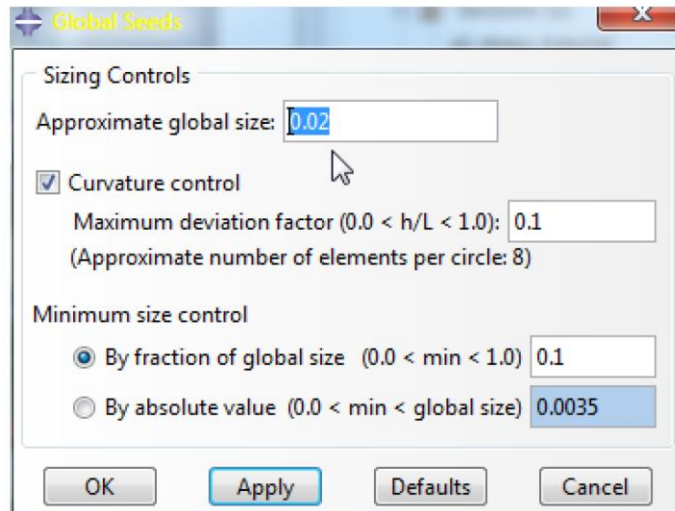 Global Seeds
Sizing Controls
Approximate global size: 0.02
Curvature control
Maximum deviation factor (0.0 < h/L < 1.0): 0.1
(Approximate number of elements per circle: 8)
Minimum size control
By fraction of global size (0.0 < min < 1.0) 0.1
By absolute value (0.0 < min < global size) 0.0035
OK Apply Defaults Cancel